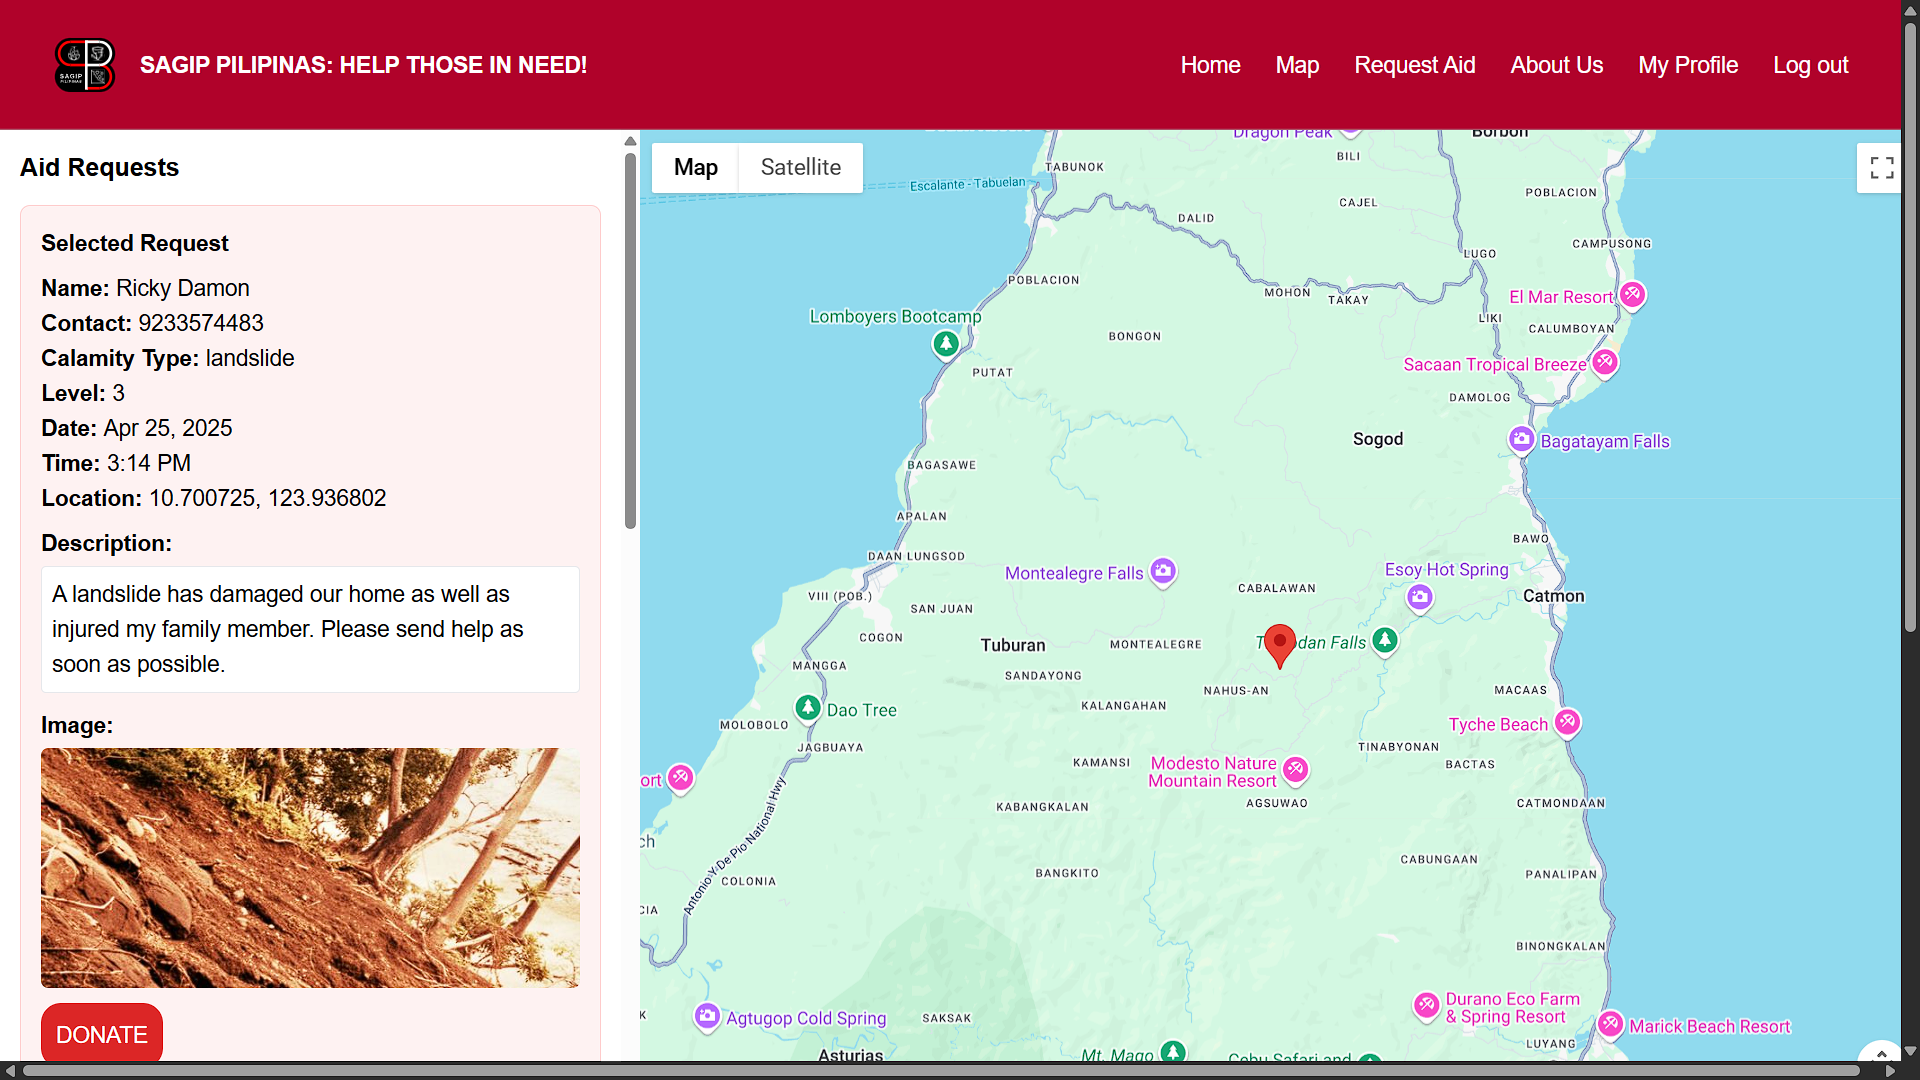 SAGIP PILIPINAS
SAGIP PILIPINAS: HELP THOSE IN NEED!
Home
Map
Request Aid
About Us
My Profile
Log out
Aid Requests
Selected Request
Name: Ricky Damon
Contact: 9233574483
Calamity Type: landslide
Level: 3
Date: Apr 25, 2025
Time: 3:14 PM
Location: 10.700725, 123.936802
Description:
A landslide has damaged our home as well as
injured my family member. Please send help as
soon as possible.
Image:
DONATE
Map
Satellite
Dragon Peak
Borbon
BILI
TABUNOK
Escalante - Tabuelan
POBLACION
CAJEL
DALID
CAMPUSONG
LUGO
POBLACION
MOHON
TAKAY
El Mar Resort
Lomboyers Bootcamp
LIKI
CALUMBOYAN
BONGON
Sacaan Tropical Breeze
PUTAT
DAMOLOG
Sogod
Bagatayam Falls
BAGASAWE
APALAN
BAWO
DAAN LUNGSOD
Montealegre Falls
Esoy Hot Spring
CABALAWAN
VIII (POB.)
SAN JUAN
Catmon
COGON
Tuburan
MONTEALEGRE
dan Falls
MANGGA
SANDAYONG
NAHUS-AN
MACAAS
KALANGAHAN
Dao Tree
MOLOBOLO
Tyche Beach
JAGBUAYA
TINABYONAN
KAMANSI
Modesto Nature
Mountain Resort
BACTAS
ort
KABANGKALAN
AGSUWAO
CATMONDAAN
ch
Antonio Y De Pio National Hwy
CABUNGAAN
BANGKITO
PANALIPAN
COLONIA
CIA
BINONGKALAN
Durano Eco Farm
& Spring Resort
K
Agtugop Cold Spring
SAKSAK
Marick Beach Resort
LUYANG
Asturias
Mt. Mago
Cebu Safari and